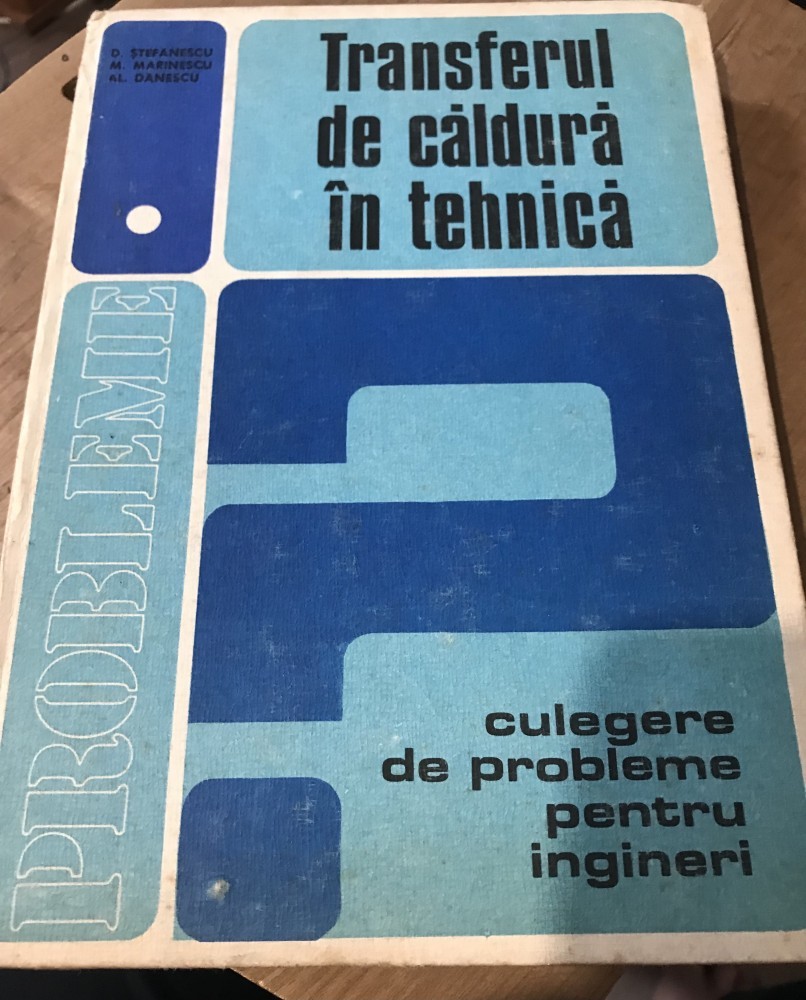 D. ŞTEFĂNESCU
M. MARINESCU
AL. DĂNESCU
Transferul
de căldură
în tehnică
PROBLEME
culegere
de probleme
pentru
ingineri